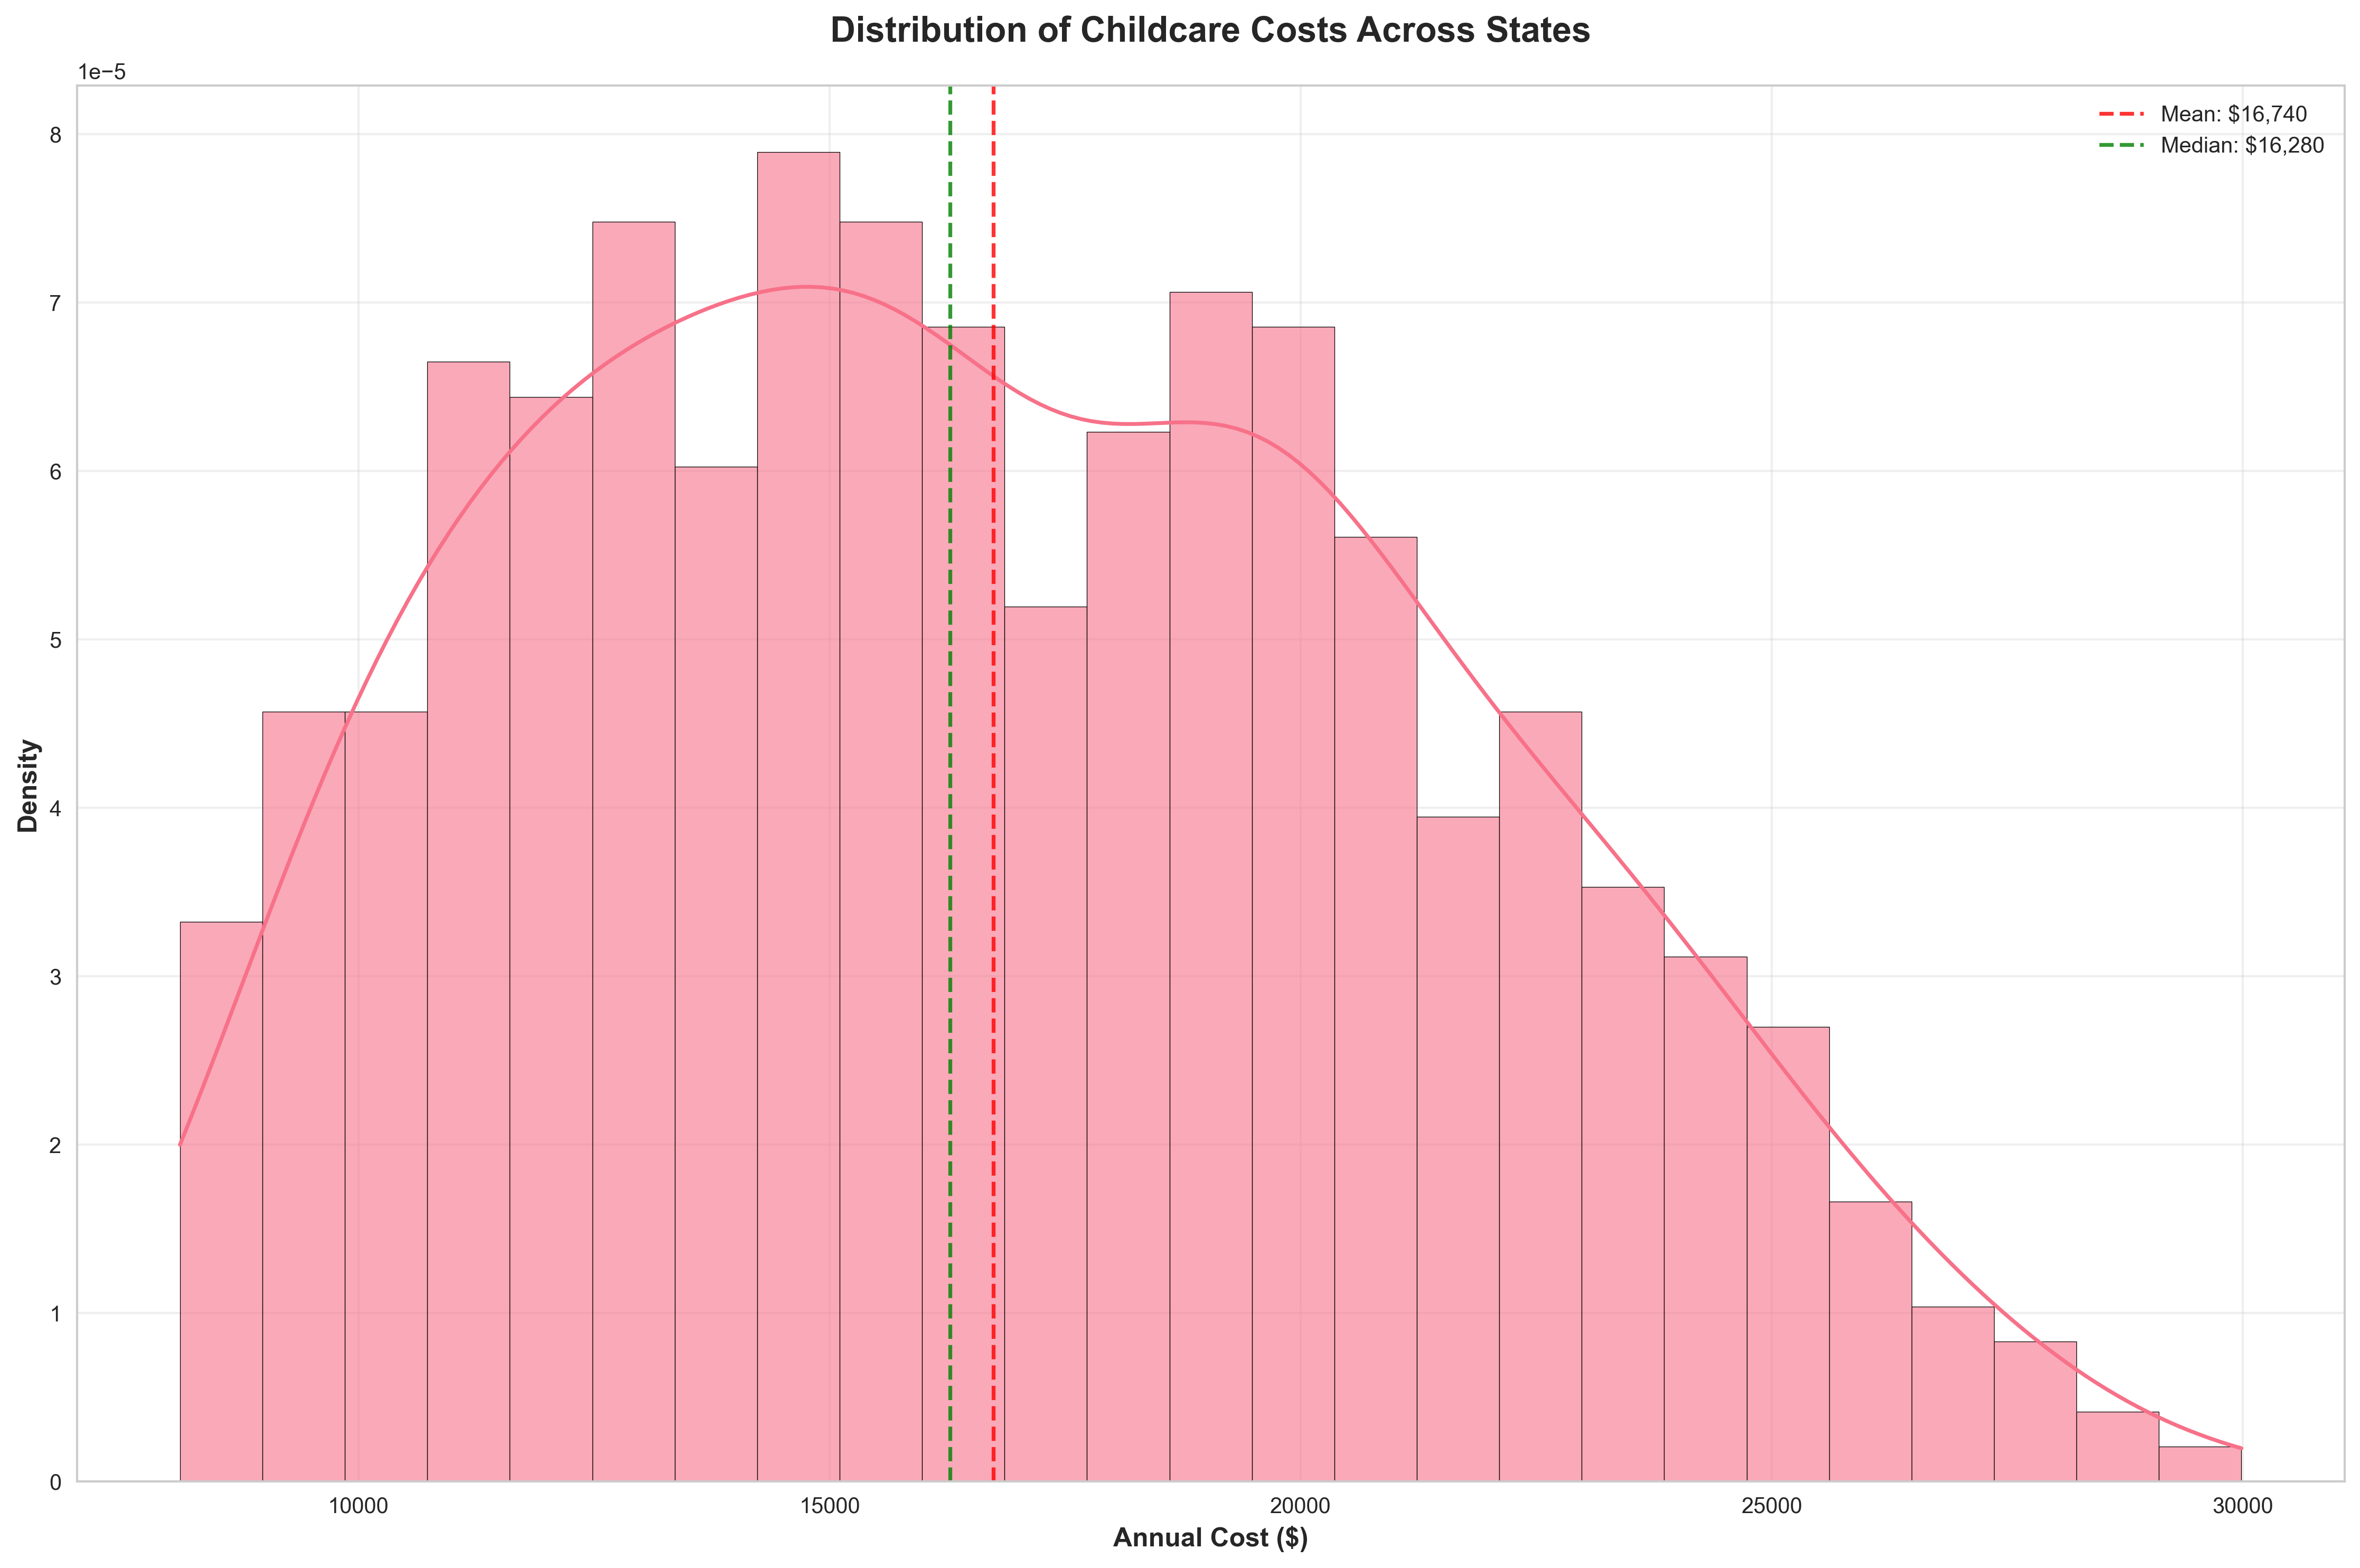 Distribution of Childcare Costs Across States
1e−5
Mean: $16,740
Median: $16,280
8
7
6
5
4
3
2
1
0
Density
10000 15000 20000 25000 30000
Annual Cost ($)